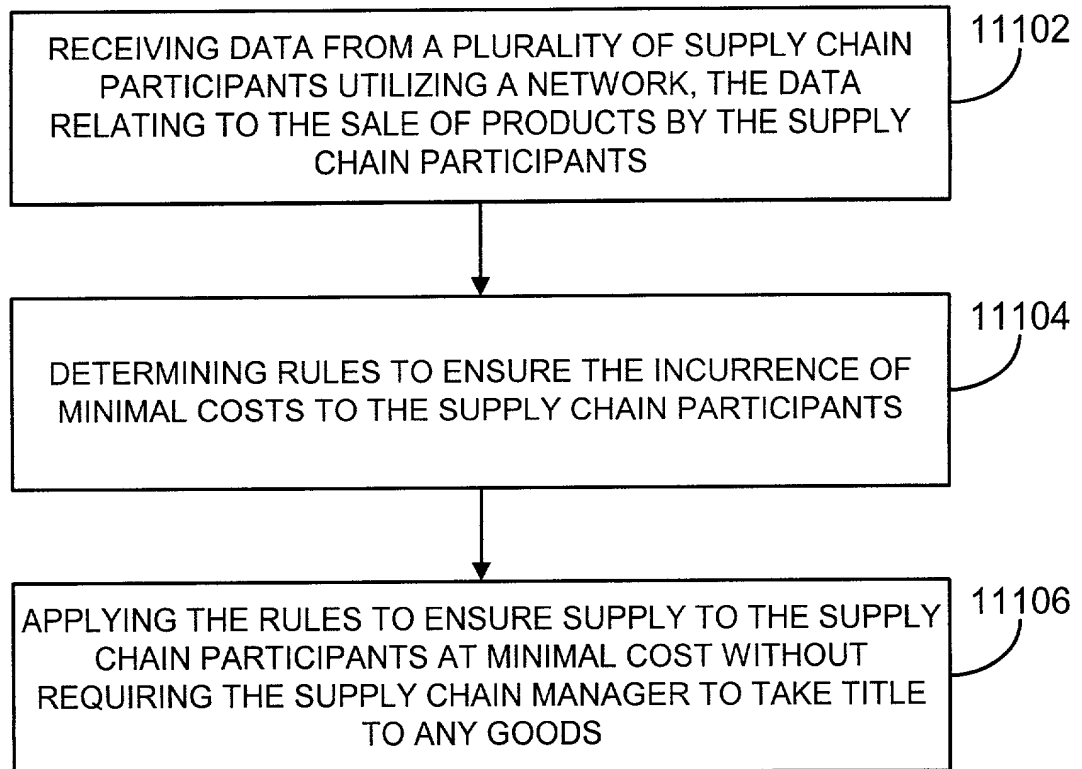 RECEIVING DATA FROM A PLURALITY OF SUPPLY CHAIN
PARTICIPANTS UTILIZING A NETWORK, THE DATA
RELATING TO THE SALE OF PRODUCTS BY THE SUPPLY
CHAIN PARTICIPANTS
11102
DETERMINING RULES TO ENSURE THE INCURRENCE OF
MINIMAL COSTS TO THE SUPPLY CHAIN PARTICIPANTS
11104
APPLYING THE RULES TO ENSURE SUPPLY TO THE SUPPLY
CHAIN PARTICIPANTS AT MINIMAL COST WITHOUT
REQUIRING THE SUPPLY CHAIN MANAGER TO TAKE TITLE
TO ANY GOODS
11106